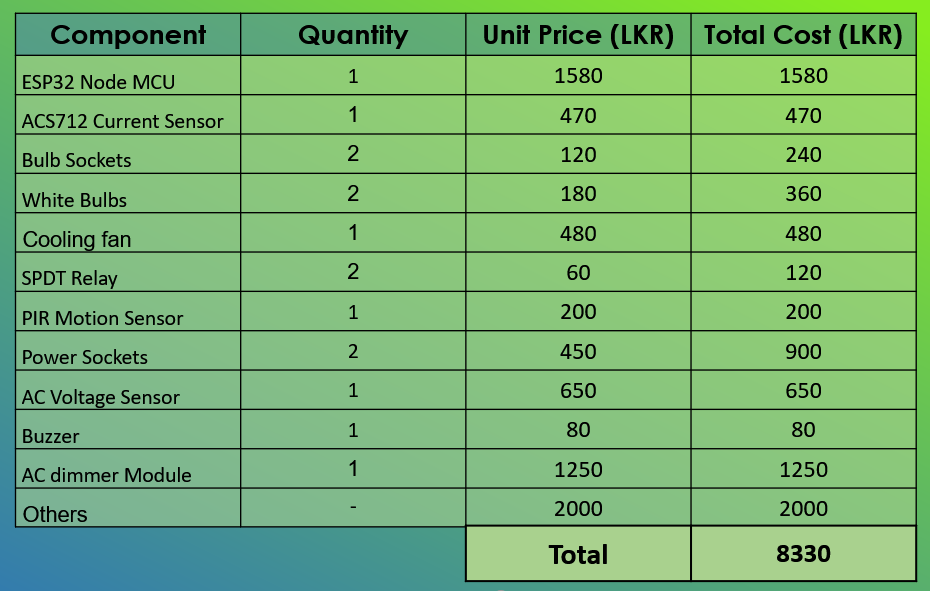 Component Quantity Unit Price (LKR) Total Cost (LKR)
ESP32 Node MCU 1 1580 1580
ACS712 Current Sensor 1 470 470
Bulb Sockets 2 120 240
White Bulbs 2 180 360
Cooling fan 1 480 480
SPDT Relay 2 60 120
PIR Motion Sensor 1 200 200
Power Sockets 2 450 900
AC Voltage Sensor 1 650 650
Buzzer 1 80 80
AC dimmer Module 1 1250 1250
Others - 2000 2000
Total 8330